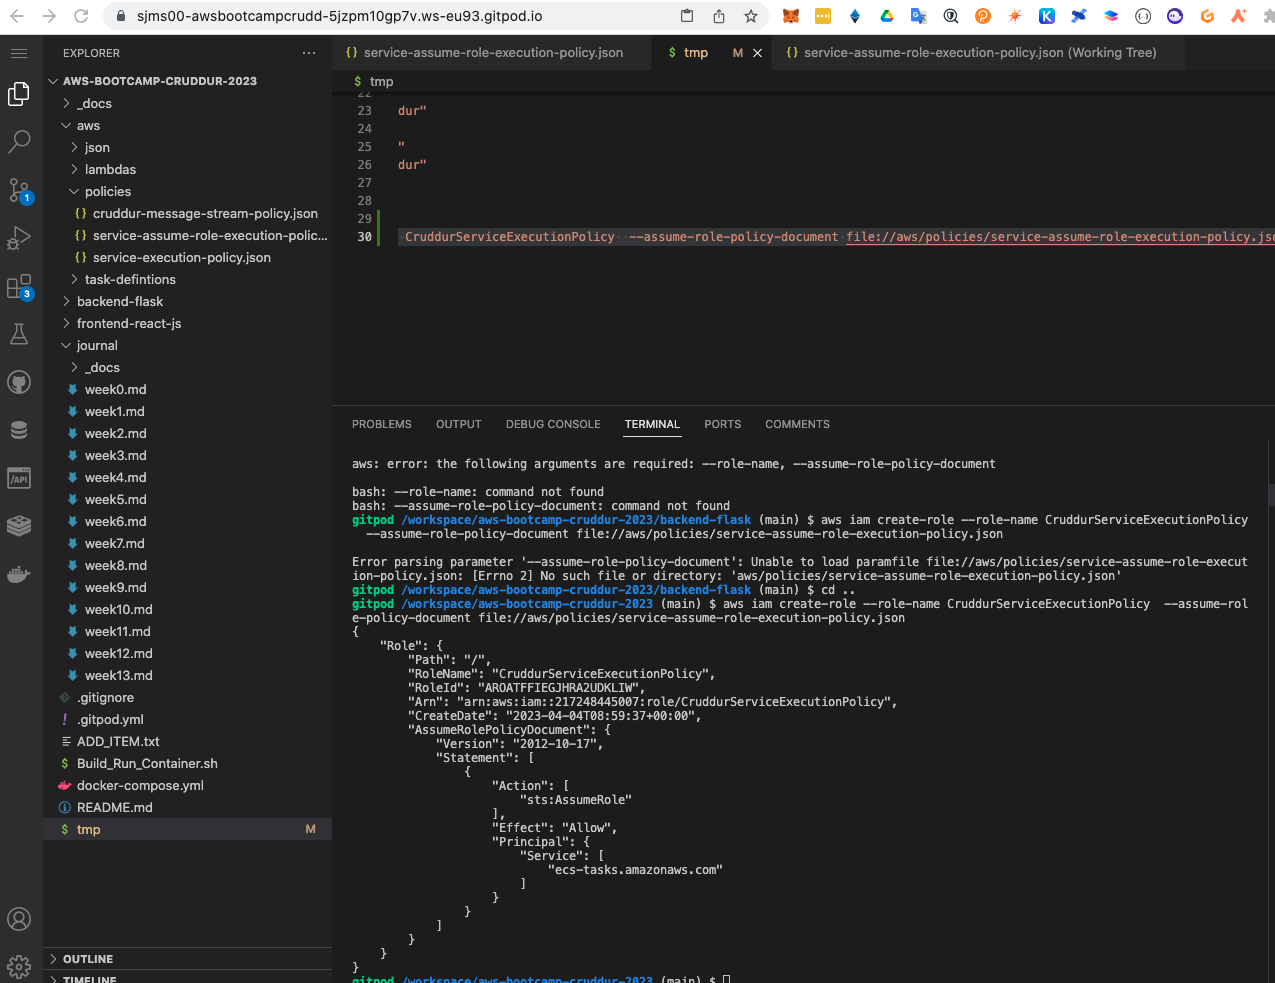 sjms00-awsbootcampcrudd-5jzpm10gp7v.ws-eu93.gitpod.io
EXPLORER
AWS-BOOTCAMP-CRUDDUR-2023
_docs
aws
json
lambdas
policies
cruddur-message-stream-policy.json
service-assume-role-execution-polic...
service-execution-policy.json
task-defintions
backend-flask
frontend-react-js
journal
_docs
week0.md
week1.md
week2.md
week3.md
week4.md
week5.md
week6.md
week7.md
week8.md
week9.md
week10.md
week11.md
week12.md
week13.md
.gitignore
.gitpod.yml
ADD_ITEM.txt
Build_Run_Container.sh
docker-compose.yml
README.md
tmp M
OUTLINE
TIMELINE
1
3
/API
{} service-assume-role-execution-policy.json
$ tmp M
{} service-assume-role-execution-policy.json (Working Tree)
$ tmp
22
23 dur"
24
25 "
26 dur"
27
28
29
30 CruddurServiceExecutionPolicy --assume-role-policy-document file://aws/policies/service-assume-role-execution-policy.jso
PROBLEMS OUTPUT DEBUG CONSOLE TERMINAL PORTS COMMENTS
aws: error: the following arguments are required: --role-name, --assume-role-policy-document
bash: --role-name: command not found
bash: --assume-role-policy-document: command not found
gitpod /workspace/aws-bootcamp-cruddur-2023/backend-flask (main) $ aws iam create-role --role-name CruddurServiceExecutionPolicy
--assume-role-policy-document file://aws/policies/service-assume-role-execution-policy.json
Error parsing parameter '--assume-role-policy-document': Unable to load paramfile file://aws/policies/service-assume-role-execut
ion-policy.json: [Errno 2] No such file or directory: 'aws/policies/service-assume-role-execution-policy.json'
gitpod /workspace/aws-bootcamp-cruddur-2023/backend-flask (main) $ cd ..
gitpod /workspace/aws-bootcamp-cruddur-2023 (main) $ aws iam create-role --role-name CruddurServiceExecutionPolicy --assume-rol
e-policy-document file://aws/policies/service-assume-role-execution-policy.json
{
"Role": {
"Path": "/",
"RoleName": "CruddurServiceExecutionPolicy",
"RoleId": "AROATFFIEGJHRA2UDKLIW",
"Arn": "arn:aws:iam::217248445007:role/CruddurServiceExecutionPolicy",
"CreateDate": "2023-04-04T08:59:37+00:00",
"AssumeRolePolicyDocument": {
"Version": "2012-10-17",
"Statement": [
{
"Action": [
"sts:AssumeRole"
],
"Effect": "Allow",
"Principal": {
"Service": [
"ecs-tasks.amazonaws.com"
]
}
}
]
}
}
}
gitpod /workspace/aws-bootcamp-cruddur-2023 (main) $